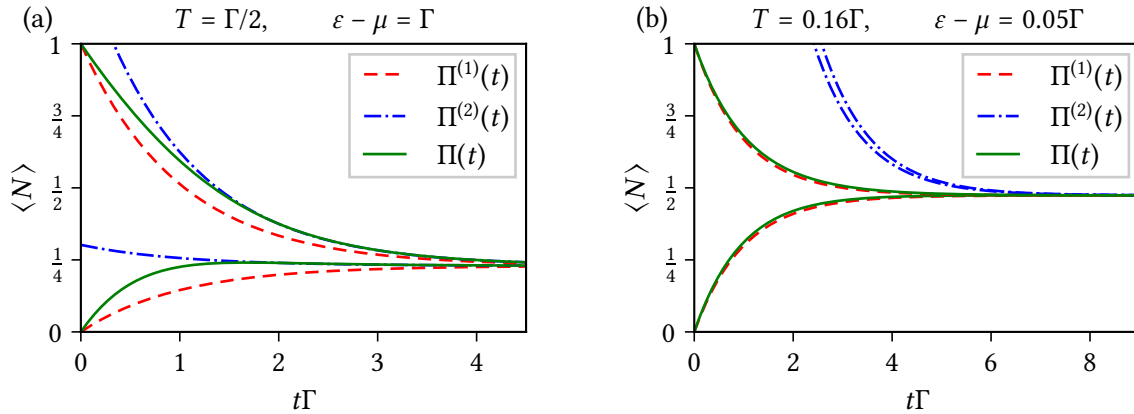 (a) T = Γ/2, ε − μ = Γ
1
3/4
1/2
1/4
0
⟨N⟩
Π⁽¹⁾(t)
Π⁽²⁾(t)
Π(t)
0 1 2 3 4
tΓ
(b) T = 0.16Γ, ε − μ = 0.05Γ
1
3/4
1/2
1/4
0
⟨N⟩
Π⁽¹⁾(t)
Π⁽²⁾(t)
Π(t)
0 2 4 6 8
tΓ